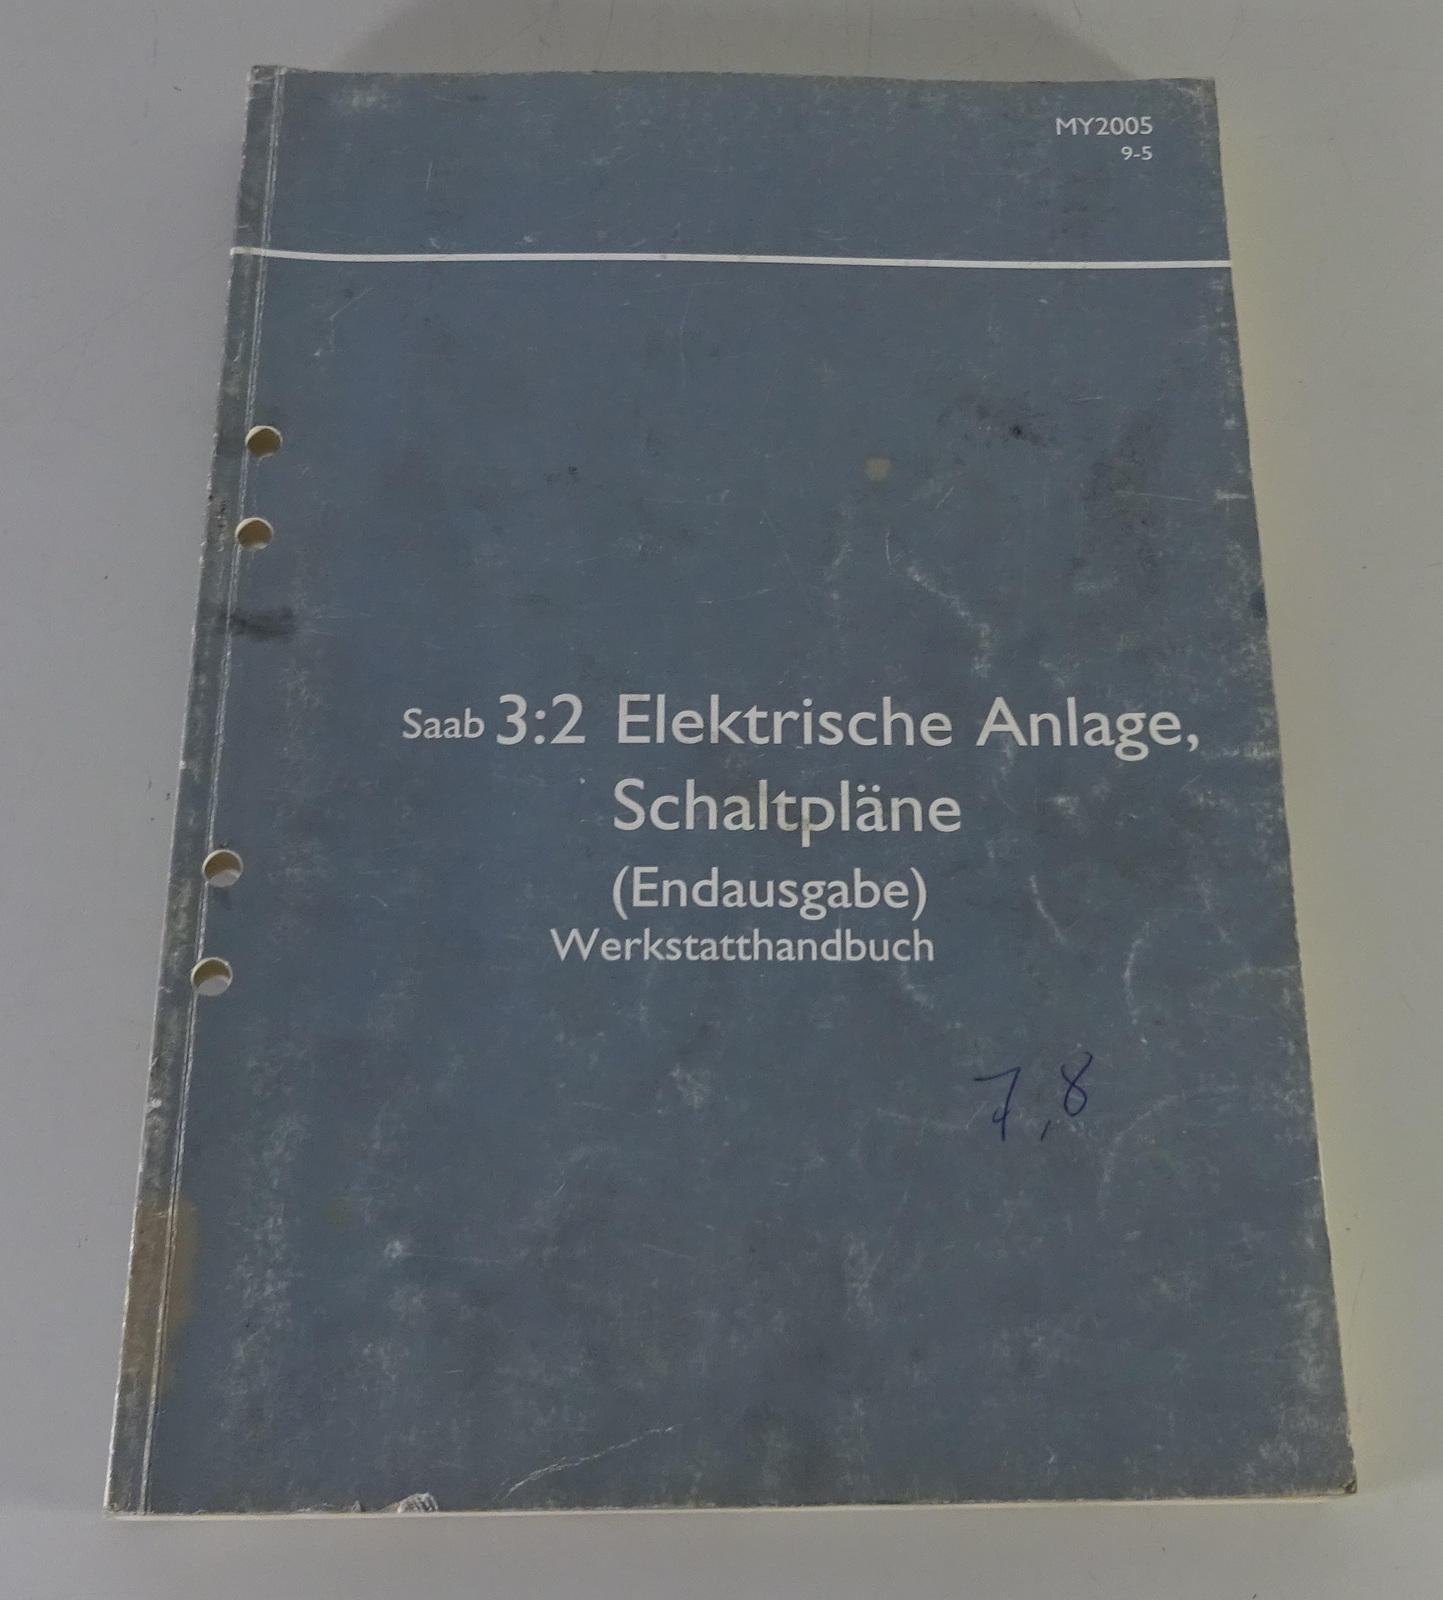 MY2005
9-5
Saab 3:2 Elektrische Anlage,
Schaltpläne
(Endausgabe)
Werkstatthandbuch
7,8